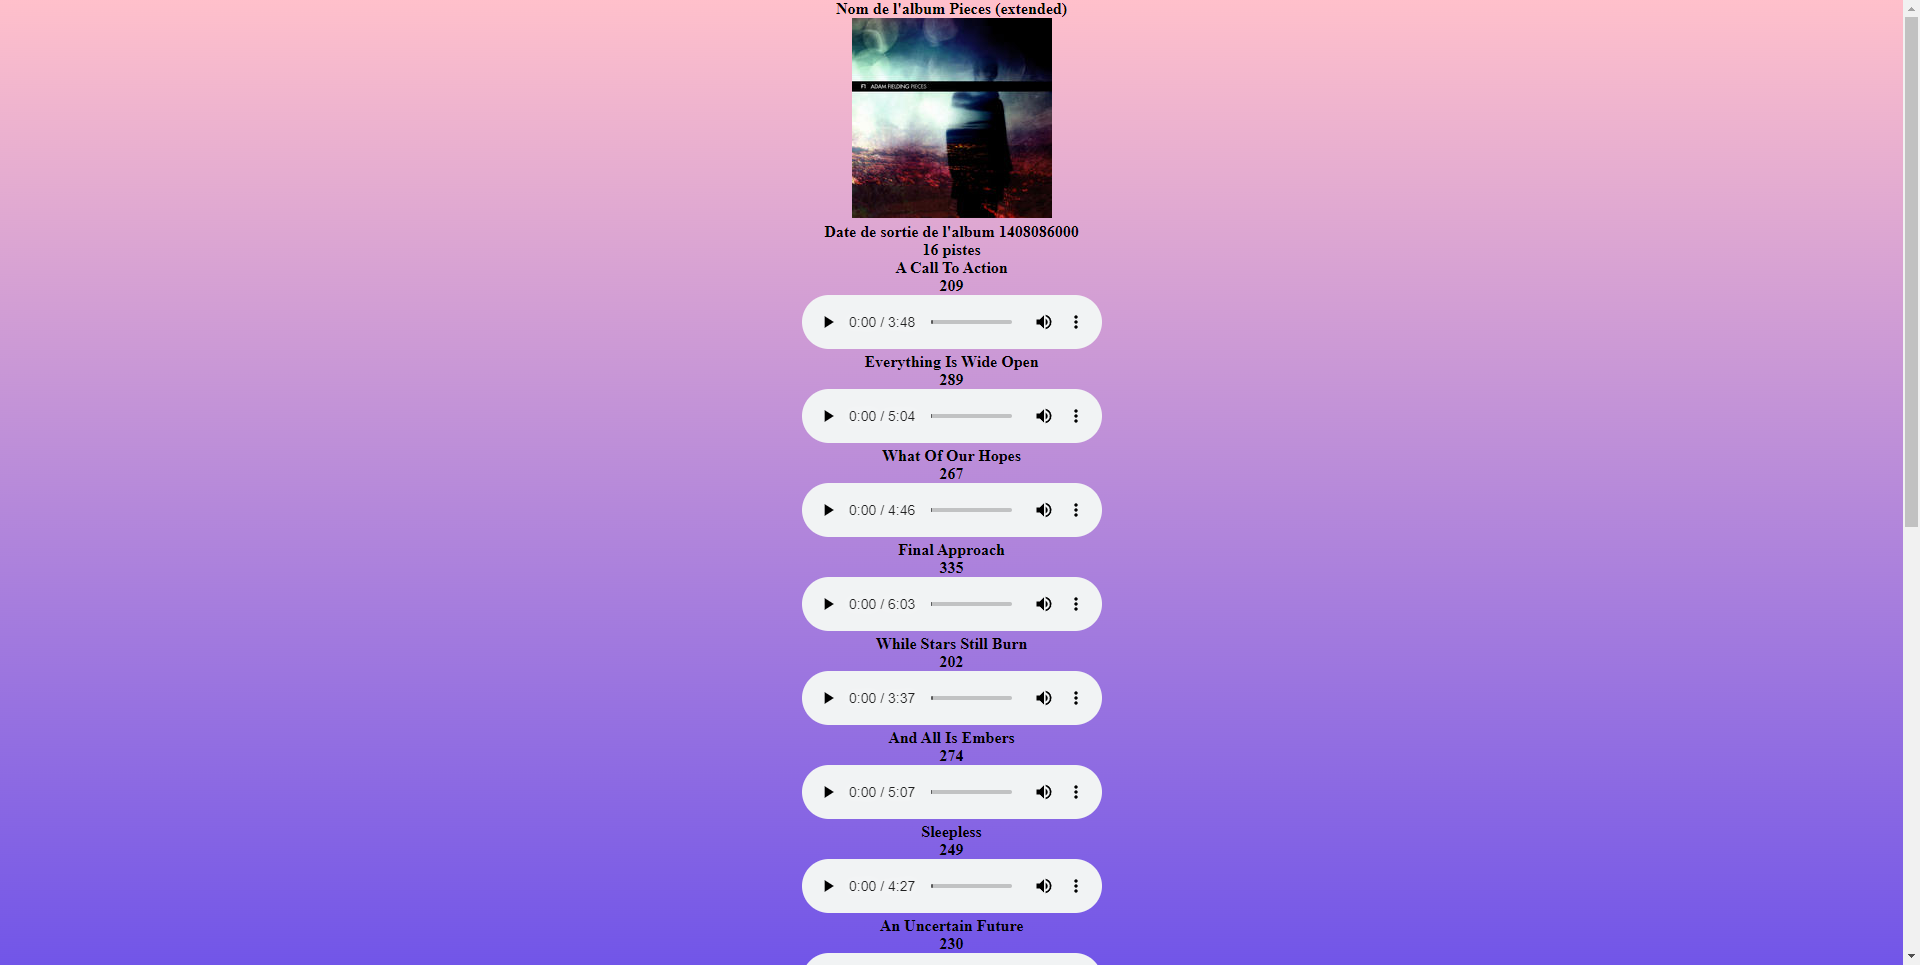 Nom de l'album Pieces (extended)
ADAM FIELDING PIECES
Date de sortie de l'album 1408086000
16 pistes
A Call To Action
209
0:00 / 3:48
Everything Is Wide Open
289
0:00 / 5:04
What Of Our Hopes
267
0:00 / 4:46
Final Approach
335
0:00 / 6:03
While Stars Still Burn
202
0:00 / 3:37
And All Is Embers
274
0:00 / 5:07
Sleepless
249
0:00 / 4:27
An Uncertain Future
230